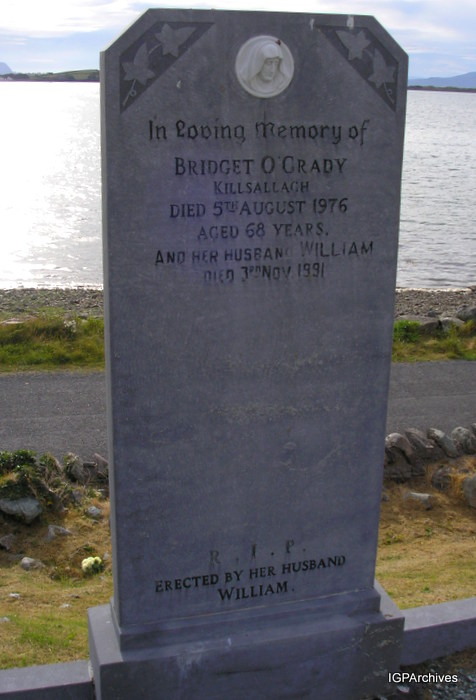 In Loving Memory of
BRIDGET O'GRADY
KILLSALLAGH
DIED 5TH AUGUST 1976
AGED 68 YEARS.
AND HER HUSBAND WILLIAM
DIED 3RD NOV. 1991
R. I. P.
ERECTED BY HER HUSBAND
WILLIAM.
IGPArchives